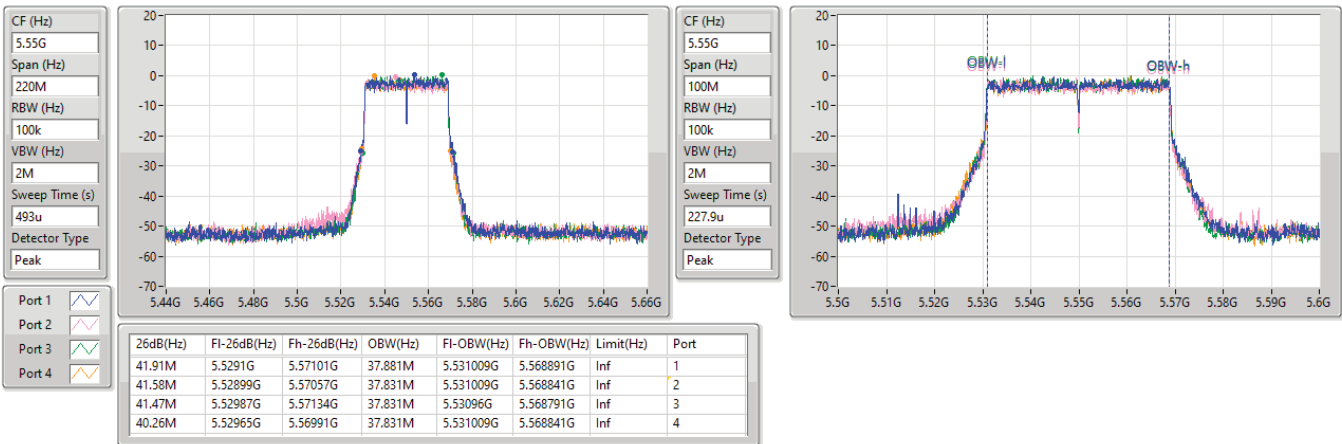 CF (Hz)
5.55G
Span (Hz)
220M
RBW (Hz)
100k
VBW (Hz)
2M
Sweep Time (s)
493u
Detector Type
Peak
20
10
0
-10
-20
-30
-40
-50
-60
-70
5.44G 5.46G 5.48G 5.5G 5.52G 5.54G 5.56G 5.58G 5.6G 5.62G 5.64G 5.66G
CF (Hz)
5.55G
Span (Hz)
100M
RBW (Hz)
100k
VBW (Hz)
2M
Sweep Time (s)
227.9u
Detector Type
Peak
20
10
0
-10
-20
-30
-40
-50
-60
-70
OBW-l OBW-h
5.5G 5.51G 5.52G 5.53G 5.54G 5.55G 5.56G 5.57G 5.58G 5.59G 5.6G
Port 1
Port 2
Port 3
Port 4
26dB(Hz) Fl-26dB(Hz) Fh-26dB(Hz) OBW(Hz) Fl-OBW(Hz) Fh-OBW(Hz) Limit(Hz) Port
41.91M 5.5291G 5.57101G 37.881M 5.531009G 5.568891G Inf 1
41.58M 5.52899G 5.57057G 37.831M 5.531009G 5.568841G Inf 2
41.47M 5.52987G 5.57134G 37.831M 5.53096G 5.568791G Inf 3
40.26M 5.52965G 5.56991G 37.831M 5.531009G 5.568841G Inf 4